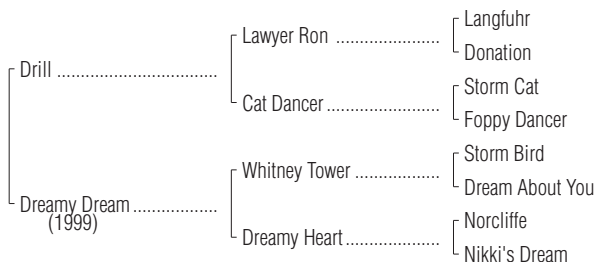 Langfuhr
Lawyer Ron ......................
Donation
Drill ..................................
Storm Cat
Cat Dancer ........................
Foppy Dancer
Storm Bird
Whitney Tower ..................
Dream About You
Dreamy Dream ..................
(1999)
Norcliffe
Dreamy Heart ....................
Nikki's Dream